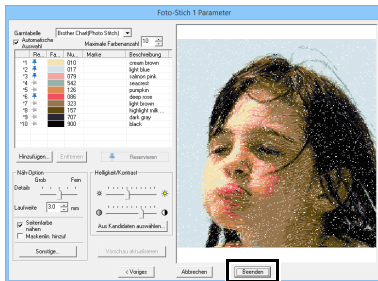 Foto-Stich 1 Parameter
Garntabelle Brother Chart(Photo Stitch)
Automatische Auswahl Maximale Farbenanzahl 10
Re... Fa... Nu... Marke Beschreibung
*1 010 cream brown
*2 017 light blue
*3 079 salmon pink
*4 542 seacrest
*5 126 pumpkin
*6 086 deep rose
*7 323 light brown
*8 157 highlight milk ...
*9 707 dark gray
*10 900 black
Hinzufügen... Entfernen Reservieren
Näh Option
Grob Fein
Details
Laufweite 3.0 mm
Seitenfarbe nähen
Maskenlin. hinzuf
Sonstige...
Helligkeit/Kontrast
Aus Kandidaten auswählen...
Vorschau aktualisieren
< Voriges Abbrechen Beenden